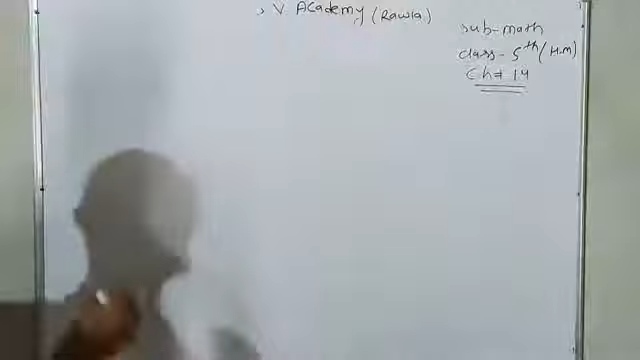 V Academy (Rawla)
sub-math
class- 5th (H.M)
Ch # 14